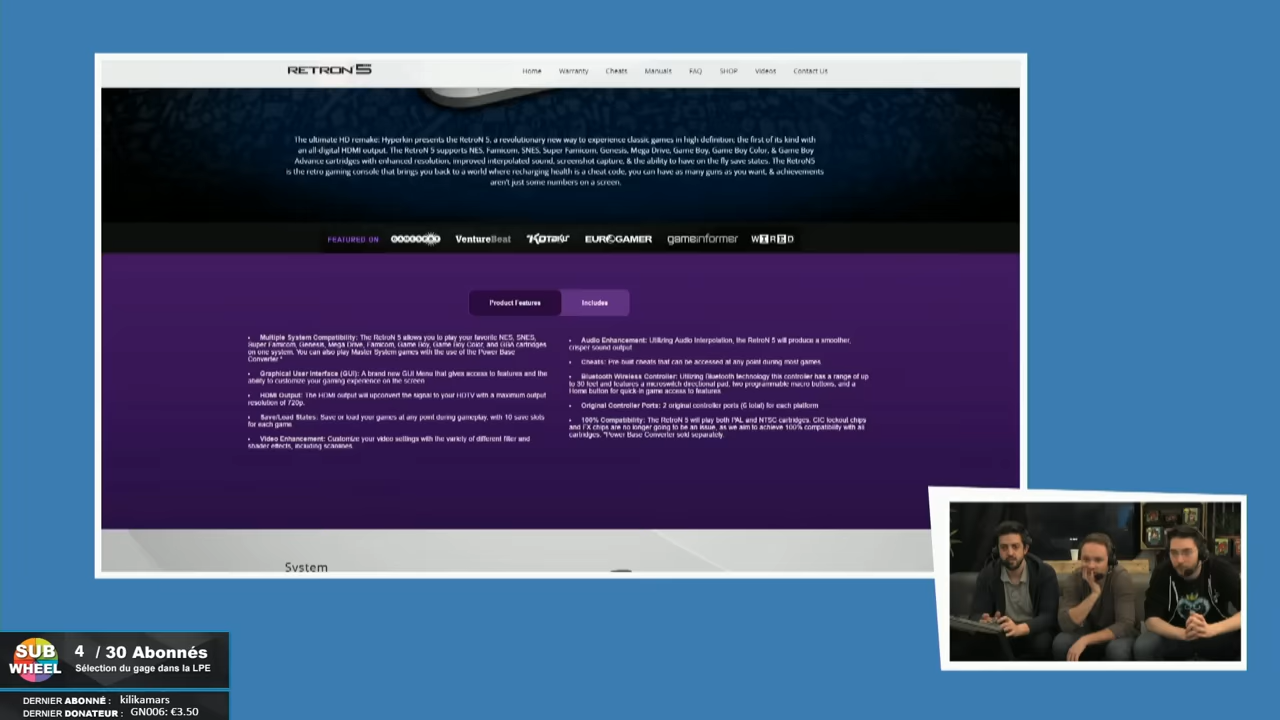 RETRON 5
Home Warranty Cheats Manuals FAQ SHOP Videos Contact Us
The ultimate HD remake: Hyperkin presents the RetroN 5, a revolutionary new way to experience classic games in high definition; the first of its kind with
an all-digital HDMI output. The RetroN 5 supports NES, Famicom, SNES, Super Famicom, Genesis, Mega Drive, Game Boy, Game Boy Color, & Game Boy
Advance cartridges with enhanced resolution, improved interpolated sound, screenshot capture, & the ability to have on the fly save states. The RetroN5
is the retro gaming console that brings you back to a world where recharging health is a cheat code, you can have as many guns as you want, & achievements
aren't just some numbers on a screen.
FEATURED ON VentureBeat KOTAKU EUROGAMER gameinformer WIRED
Product Features Includes
• Multiple System Compatibility: The RetroN 5 allows you to play your favorite NES, SNES,
Super Famicom, Genesis, Mega Drive, Famicom, Game Boy, Game Boy Color, and GBA cartridges
on one system. You can also play Master System games with the use of the Power Base
Converter*
• Graphical User Interface (GUI): A brand new GUI Menu that gives access to features and the
ability to customize your gaming experience on the screen
• HDMI Output: The HDMI output will upconvert the signal to your HDTV with a maximum output
resolution of 720p.
• Save/Load States: Save or load your games at any point during gameplay, with 10 save slots
for each game
• Video Enhancement: Customize your video settings with the variety of different filter and
shader effects, including scanlines.
• Audio Enhancement: Utilizing Audio Interpolation, the RetroN 5 will produce a smoother,
crisper sound output
• Cheats: Pre-built cheats that can be accessed at any point during most games
• Bluetooth Wireless Controller: Utilizing Bluetooth technology this controller has a range of up
to 30 feet and features a microswitch directional pad, two programmable macro buttons, and a
Home button for quick in game access to features
• Original Controller Ports: 2 original controller ports (6 total) for each platform
• 100% Compatibility: The RetroN 5 will play both PAL and NTSC cartridges. CIC lockout chips
and FX chips are no longer going to be an issue, as we aim to achieve 100% compatibility with all
cartridges. *Power Base Converter sold separately.
System
SUB
WHEEL
4 / 30 Abonnés
Sélection du gage dans la LPE
DERNIER ABONNÉ : kilikamars
DERNIER DONATEUR : GN006: €3.50